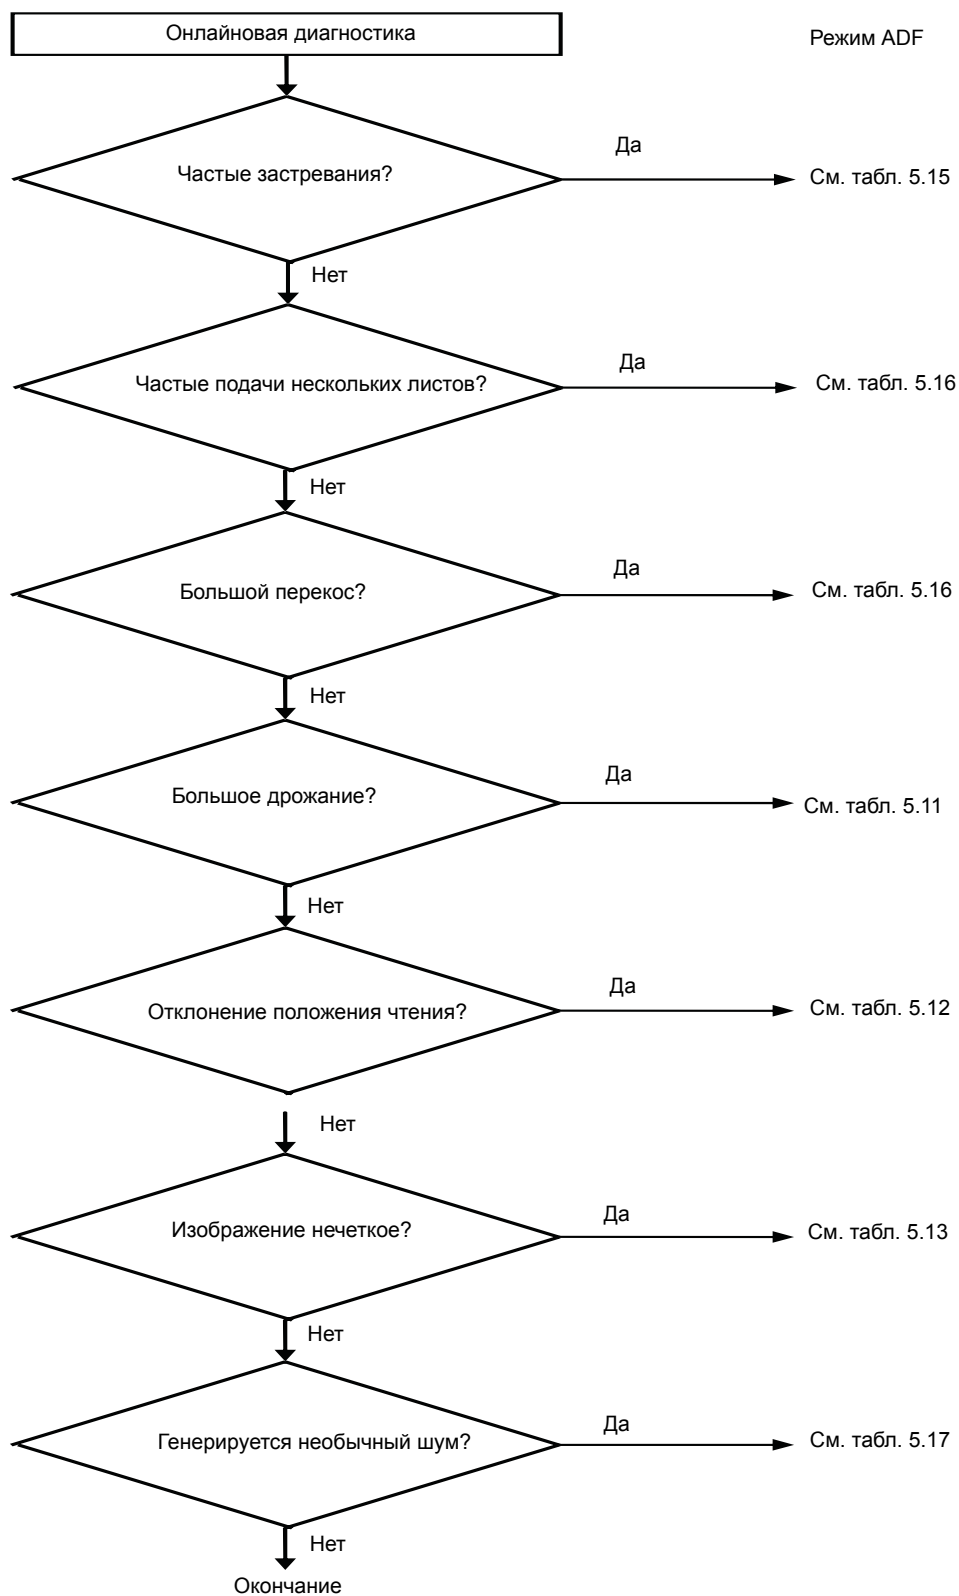 Онлайновая диагностика
Режим ADF
Частые застревания?
Да
См. табл. 5.15
Нет
Частые подачи нескольких листов?
Да
См. табл. 5.16
Нет
Большой перекос?
Да
См. табл. 5.16
Нет
Большое дрожание?
Да
См. табл. 5.11
Нет
Отклонение положения чтения?
Да
См. табл. 5.12
Нет
Изображение нечеткое?
Да
См. табл. 5.13
Нет
Генерируется необычный шум?
Да
См. табл. 5.17
Нет
Окончание